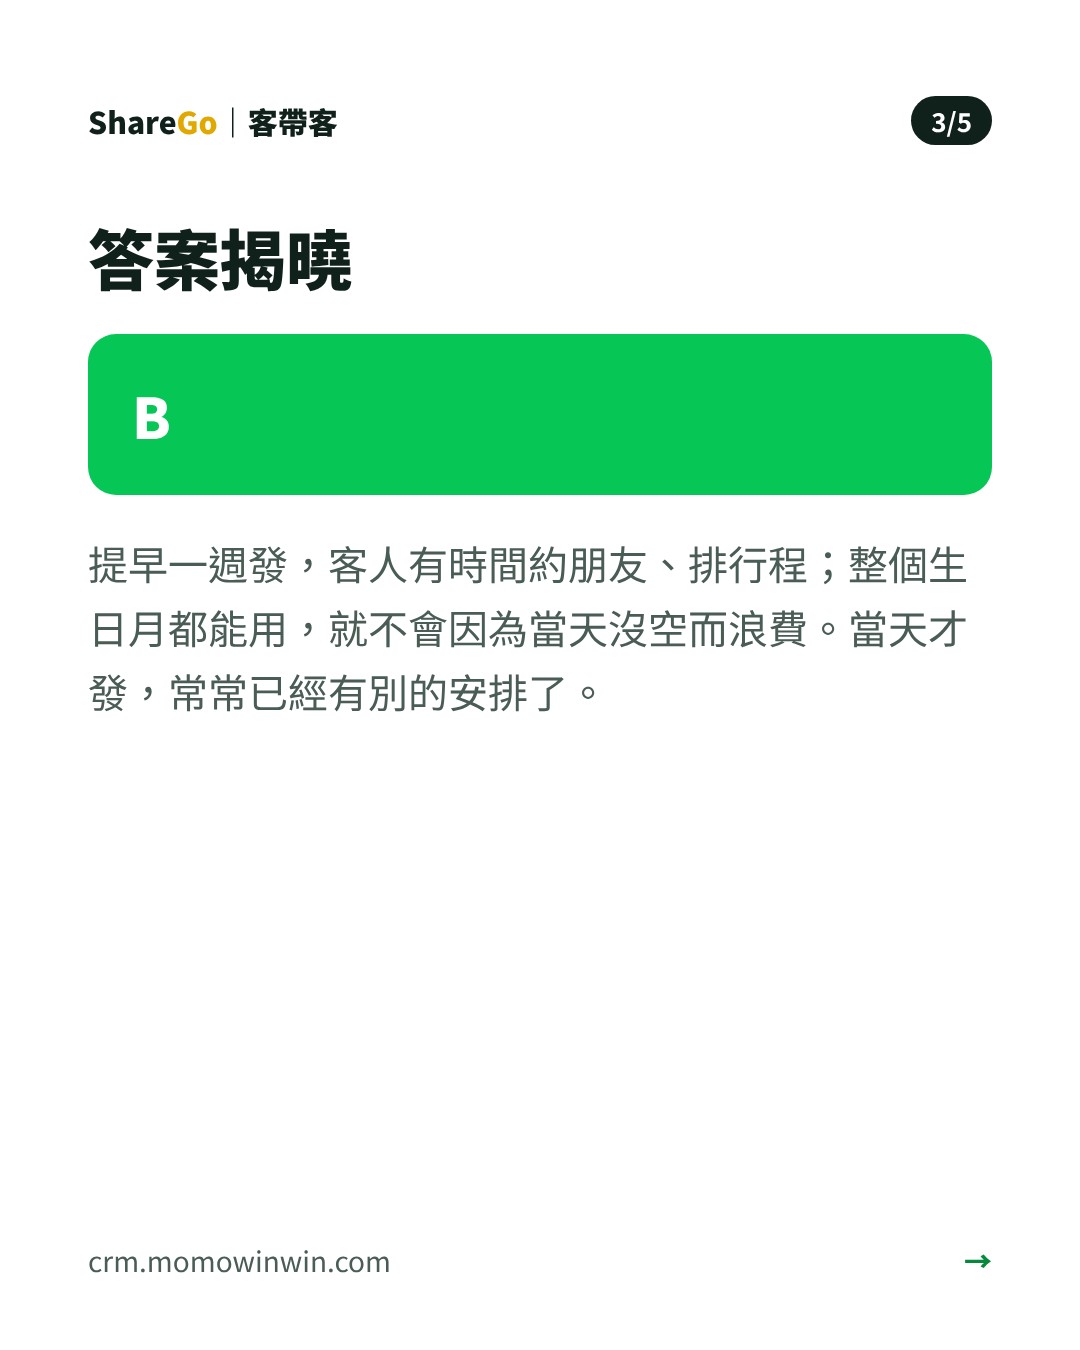 ShareGo｜客帶客
3/5
答案揭曉
B
提早一週發，客人有時間約朋友、排行程；整個生
日月都能用，就不會因為當天沒空而浪費。當天才
發，常常已經有別的安排了。
crm.momowinwin.com
→